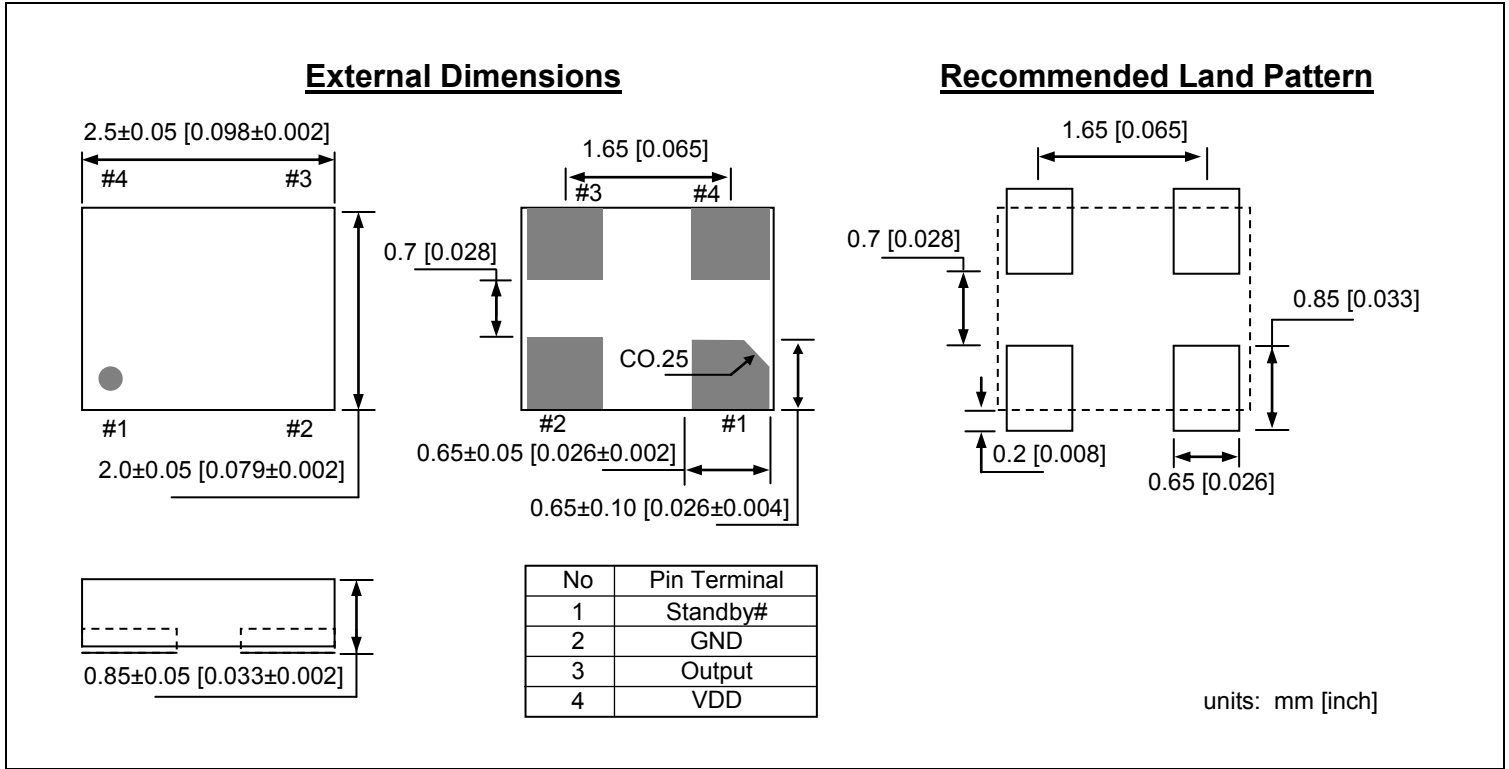 External Dimensions
2.5±0.05 [0.098±0.002]
#4 #3
#1 #2
2.0±0.05 [0.079±0.002]
1.65 [0.065]
#3 #4
0.7 [0.028]
CO.25
#2 #1
0.65±0.05 [0.026±0.002]
0.65±0.10 [0.026±0.004]
0.85±0.05 [0.033±0.002]
Recommended Land Pattern
1.65 [0.065]
0.7 [0.028]
0.85 [0.033]
0.2 [0.008]
0.65 [0.026]
No Pin Terminal
1 Standby#
2 GND
3 Output
4 VDD
units: mm [inch]